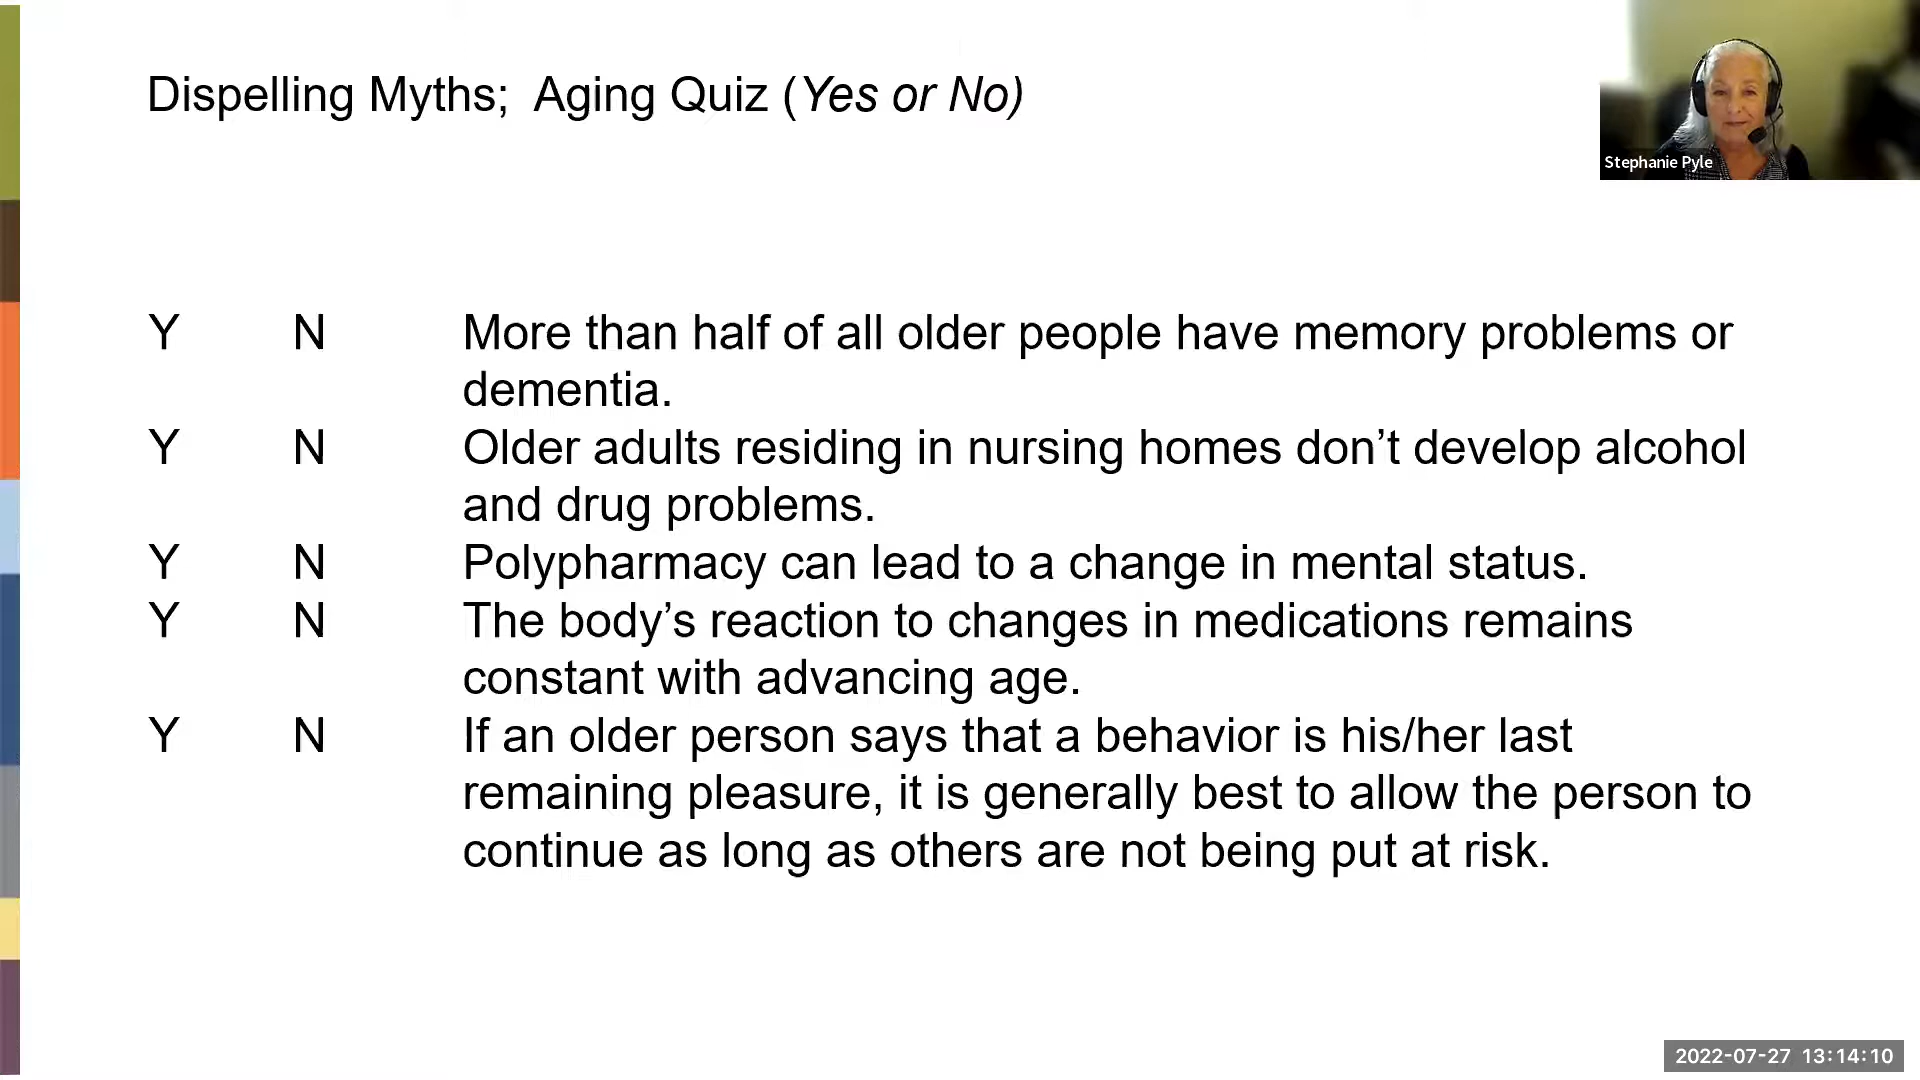 Dispelling Myths;  Aging Quiz (Yes or No)
Stephanie Pyle
Y N More than half of all older people have memory problems or
dementia.
Y N Older adults residing in nursing homes don’t develop alcohol
and drug problems.
Y N Polypharmacy can lead to a change in mental status.
Y N The body’s reaction to changes in medications remains
constant with advancing age.
Y N If an older person says that a behavior is his/her last
remaining pleasure, it is generally best to allow the person to
continue as long as others are not being put at risk.
2022-07-27 13:14:10